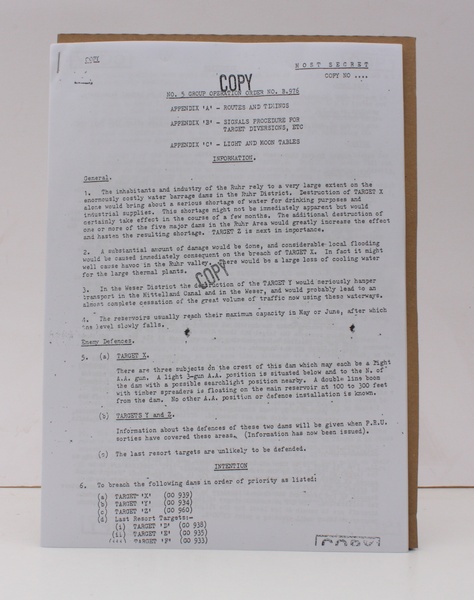 COPY
MOST SECRET
COPY NO ....
COPY
NO. 5 GROUP OPERATION ORDER NO. B.976
APPENDIX 'A' - ROUTES AND TIMINGS
APPENDIX 'B' - SIGNALS PROCEDURE FOR
TARGET DIVERSIONS, ETC
APPENDIX 'C' - LIGHT AND MOON TABLES
INFORMATION.
General.
1. The inhabitants and industry of the Ruhr rely to a very large extent on the
enormously costly water barrage dams in the Ruhr District. Destruction of TARGET X
alone would bring about a serious shortage of water for drinking purposes and
industrial supplies. This shortage might not be immediately apparent but would
certainly take effect in the course of a few months. The additional destruction of
one or more of the five major dams in the Ruhr Area would greatly increase the effect
and hasten the resulting shortage. TARGET Z is next in importance.
2. A substantial amount of damage would be done, and considerable local flooding
would be caused immediately consequent on the breach of TARGET X. In fact it might
well cause havoc in the Ruhr valley. There would be a large loss of cooling water
for the large thermal plants.
COPY
3. In the Weser District the destruction of the TARGET Y would seriously hamper
transport in the Mittelland Canal and in the Weser, and would probably lead to an
almost complete cessation of the great volume of traffic now using these waterways.
4. The reservoirs usually reach their maximum capacity in May or June, after which
the level slowly falls.
Enemy Defences.
5. (a) TARGET X.
There are three subjects on the crest of this dam which may each be a light
A.A. gun. A light 3-gun A.A. position is situated below and to the N. of
the dam with a possible searchlight position nearby. A double line boom
with timber spreaders is floating on the main reservoir at 100 to 300 feet
from the dam. No other A.A. position or defence installation is known.
(b) TARGETS Y and Z.
Information about the defences of these two dams will be given when P.R.U.
sorties have covered these areas. (Information has now been issued).
(c) The last resort targets are unlikely to be defended.
INTENTION
6. To breach the following dams in order of priority as listed:
(a) TARGET 'X' (GO 939)
(b) TARGET 'Y' (GO 934)
(c) TARGET 'Z' (GO 960)
(d) Last Resort Targets:-
(i) TARGET 'D' (GO 938)
(ii) TARGET 'E' (GO 935)
(iii) TARGET 'F' (GO 933)
COPY